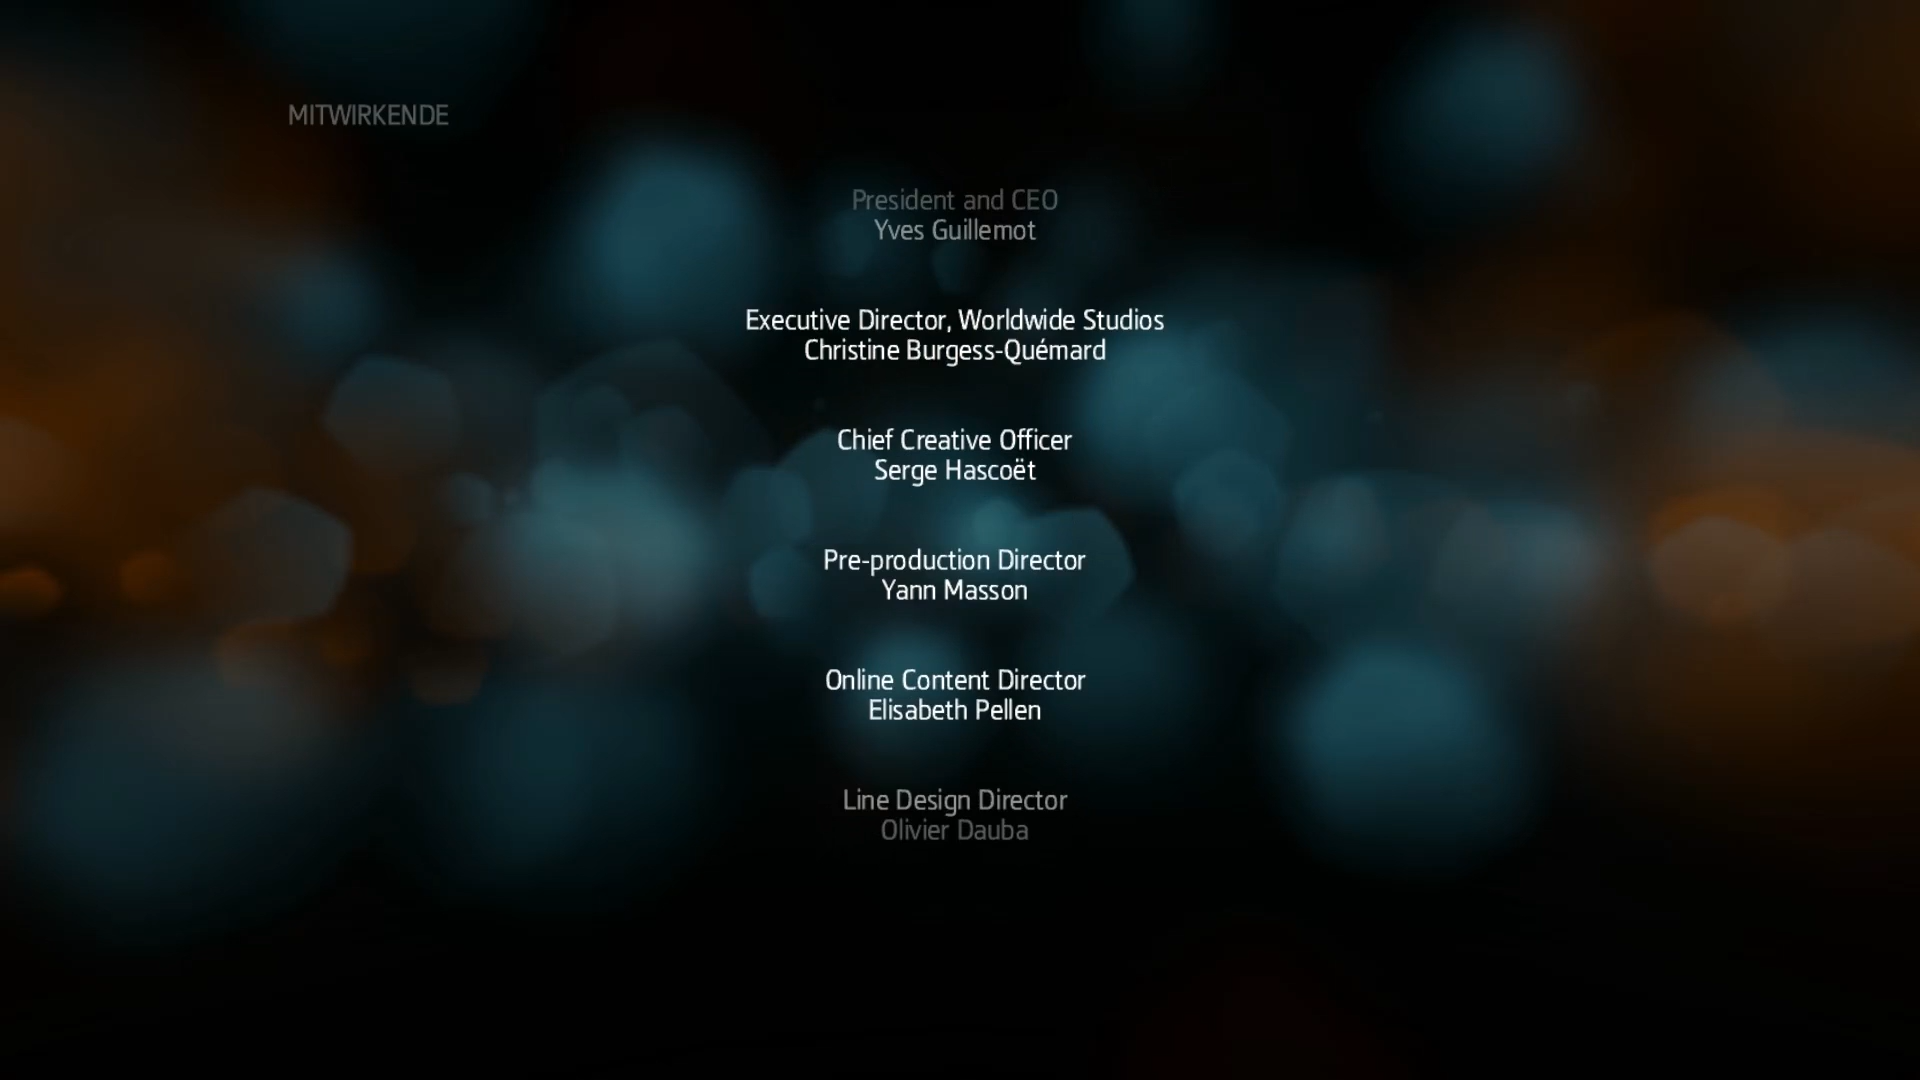 MITWIRKENDE
President and CEO
Yves Guillemot
Executive Director, Worldwide Studios
Christine Burgess-Quémard
Chief Creative Officer
Serge Hascoët
Pre-production Director
Yann Masson
Online Content Director
Elisabeth Pellen
Line Design Director
Olivier Dauba